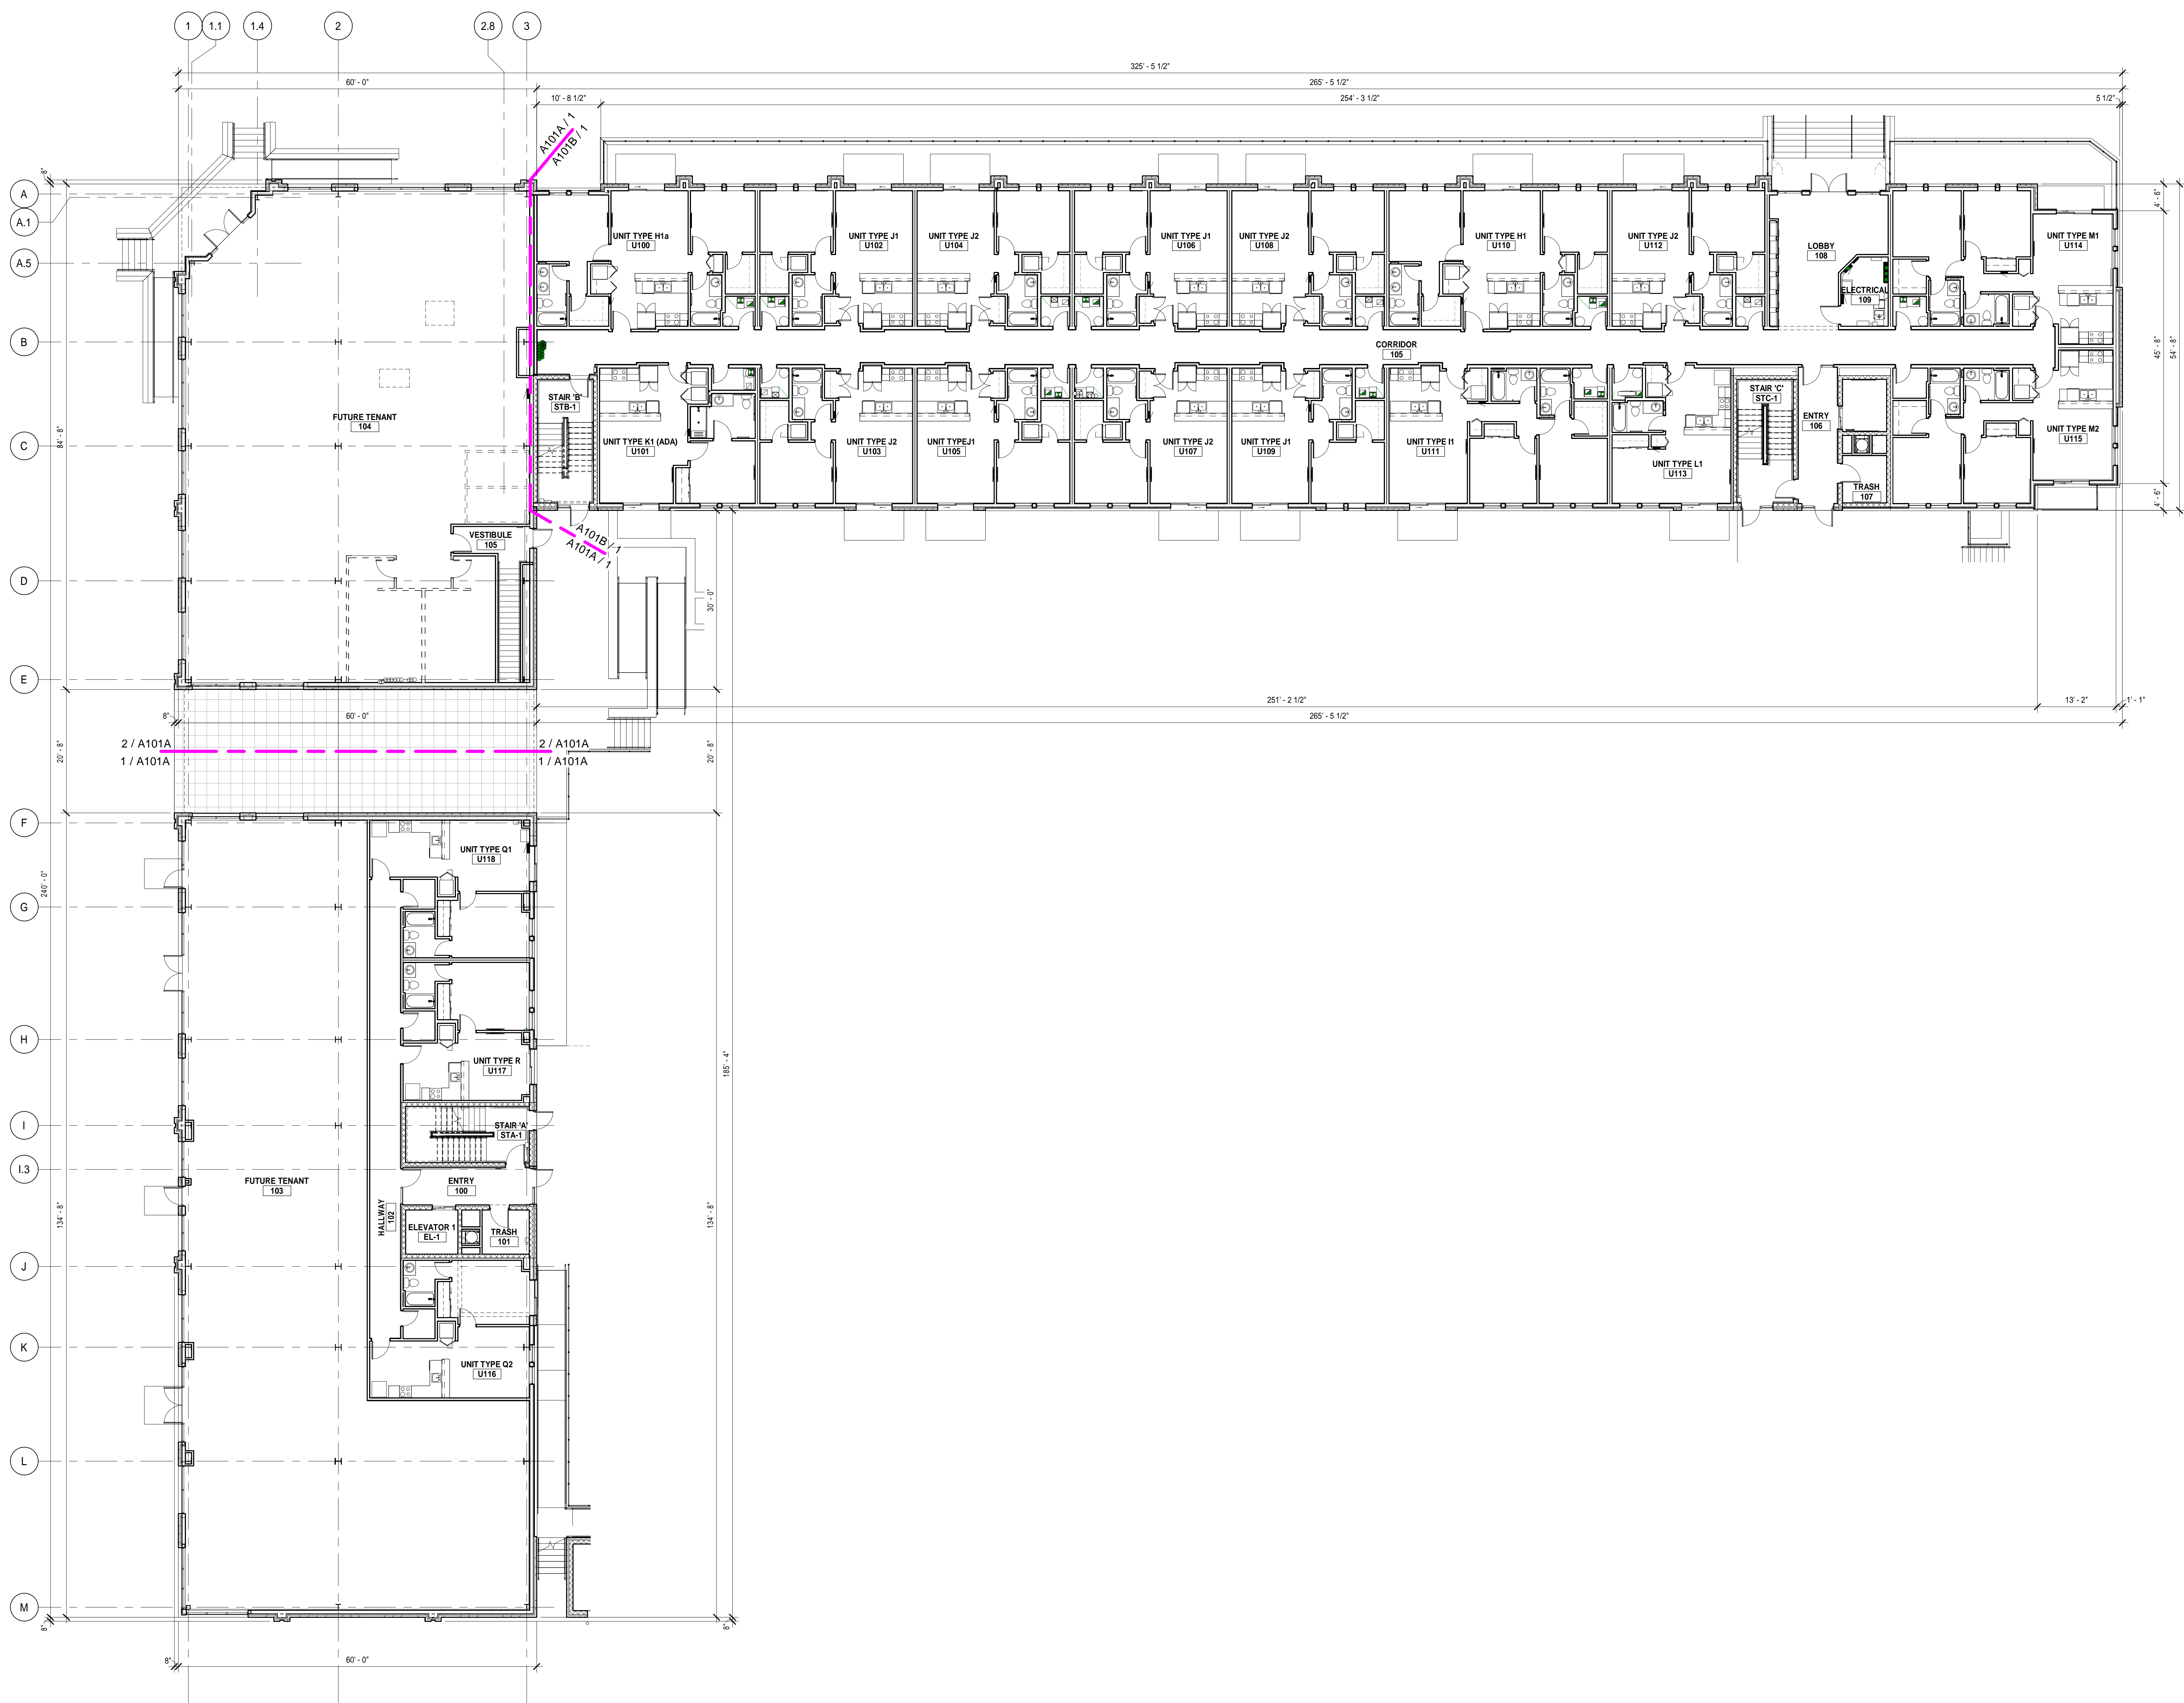 1
1.1
1.4
2
2.8
3
325' - 5 1/2"
60' - 0"
265' - 5 1/2"
10' - 8 1/2"
254' - 3 1/2"
5 1/2"
A101A / 1
A101B / 1
8"
A
A.1
A.5
B
C
D
E
84' - 8"
4' - 6"
45' - 8"
54' - 8"
4' - 6"
UNIT TYPE H1a
U100
UNIT TYPE J1
U102
UNIT TYPE J2
U104
UNIT TYPE J1
U106
UNIT TYPE J2
U108
UNIT TYPE H1
U110
UNIT TYPE J2
U112
LOBBY
108
ELECTRICAL
109
UNIT TYPE M1
U114
CORRIDOR
105
FUTURE TENANT
104
STAIR 'B'
STB-1
UNIT TYPE K1 (ADA)
U101
UNIT TYPE J2
U103
UNIT TYPEJ1
U105
UNIT TYPE J2
U107
UNIT TYPE J1
U109
UNIT TYPE I1
U111
UNIT TYPE L1
U113
STAIR 'C'
STC-1
ENTRY
106
TRASH
107
UNIT TYPE M2
U115
VESTIBULE
105
A101B / 1
A101A / 1
30' - 0"
251' - 2 1/2"
13' - 2"
1' - 1"
8"
60' - 0"
265' - 5 1/2"
2 / A101A
1 / A101A
2 / A101A
1 / A101A
20' - 8"
20' - 8"
F
G
H
I
I.3
J
K
L
M
240' - 0"
134' - 8"
UNIT TYPE Q1
U118
UNIT TYPE R
U117
STAIR 'A'
STA-1
FUTURE TENANT
103
HALLWAY
102
ENTRY
100
ELEVATOR 1
EL-1
TRASH
101
UNIT TYPE Q2
U116
185' - 4"
134' - 8"
8"
8"
8"
60' - 0"